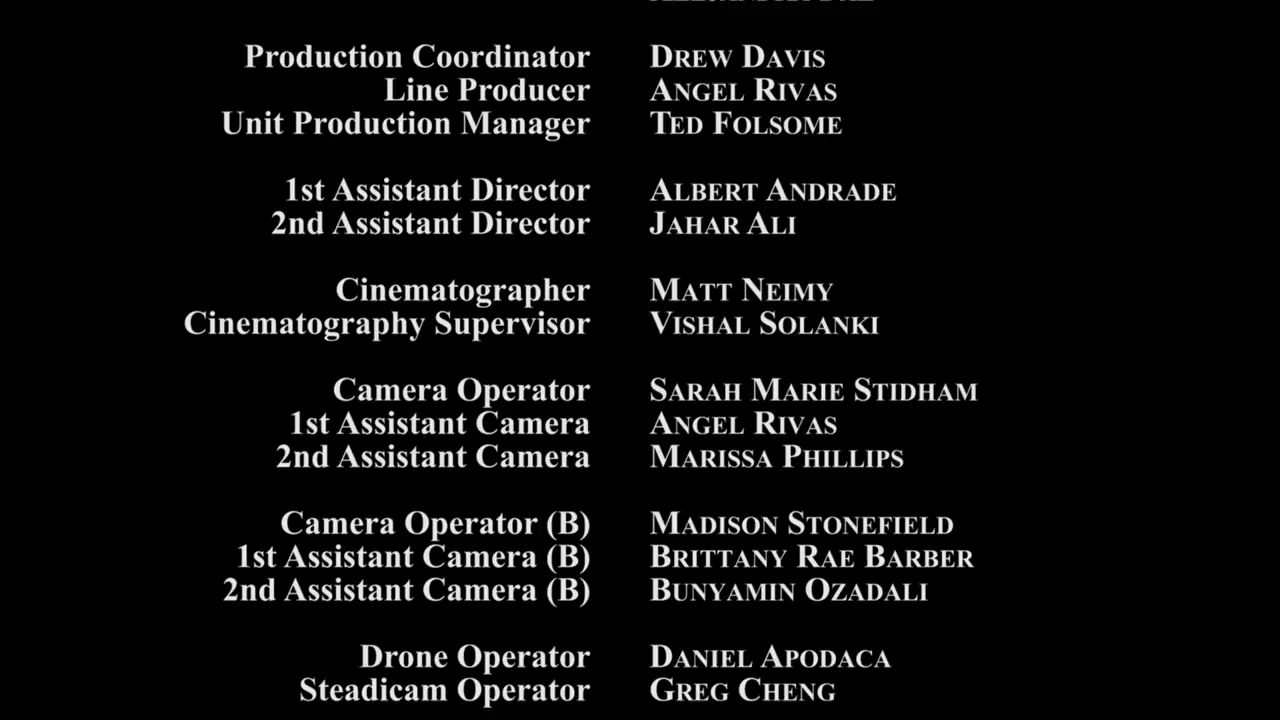 Production Coordinator DREW DAVIS
Line Producer ANGEL RIVAS
Unit Production Manager TED FOLSOME
1st Assistant Director ALBERT ANDRADE
2nd Assistant Director JAHAR ALI
Cinematographer MATT NEIMY
Cinematography Supervisor VISHAL SOLANKI
Camera Operator SARAH MARIE STIDHAM
1st Assistant Camera ANGEL RIVAS
2nd Assistant Camera MARISSA PHILLIPS
Camera Operator (B) MADISON STONEFIELD
1st Assistant Camera (B) BRITTANY RAE BARBER
2nd Assistant Camera (B) BUNYAMIN OZADALI
Drone Operator DANIEL APODACA
Steadicam Operator GREG CHENG